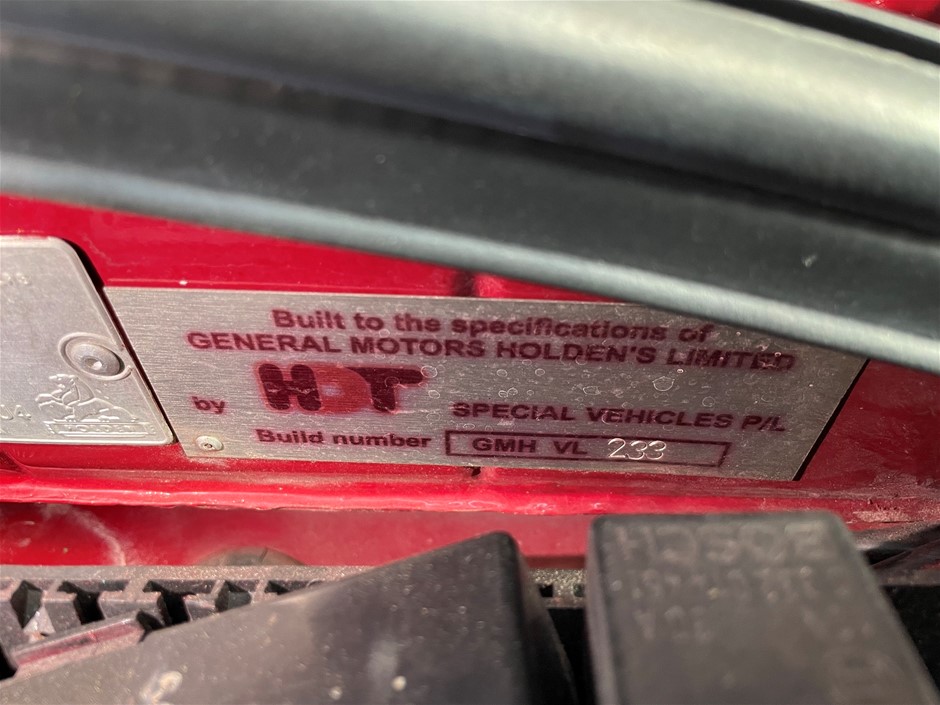 Built to the specifications of
GENERAL MOTORS HOLDEN'S LIMITED
by HDT SPECIAL VEHICLES P/L
Build number GMH VL 233
BOSCH